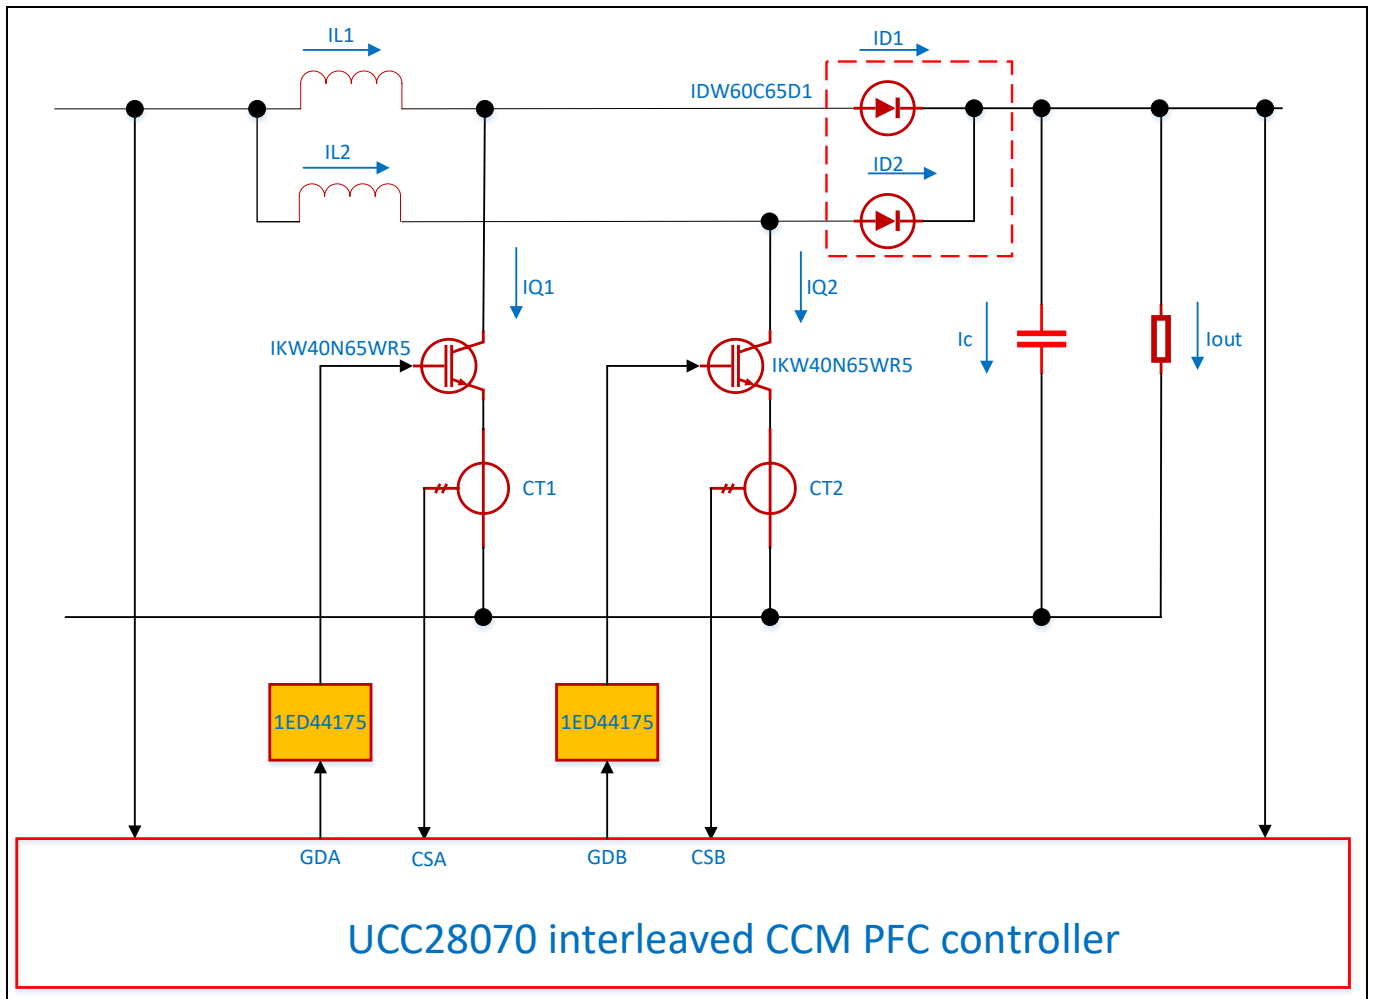 IL1
ID1
IDW60C65D1
IL2
ID2
IQ1
IQ2
Ic
Iout
IKW40N65WR5
IKW40N65WR5
CT1
CT2
1ED44175
1ED44175
GDA
CSA
GDB
CSB
UCC28070 interleaved CCM PFC controller